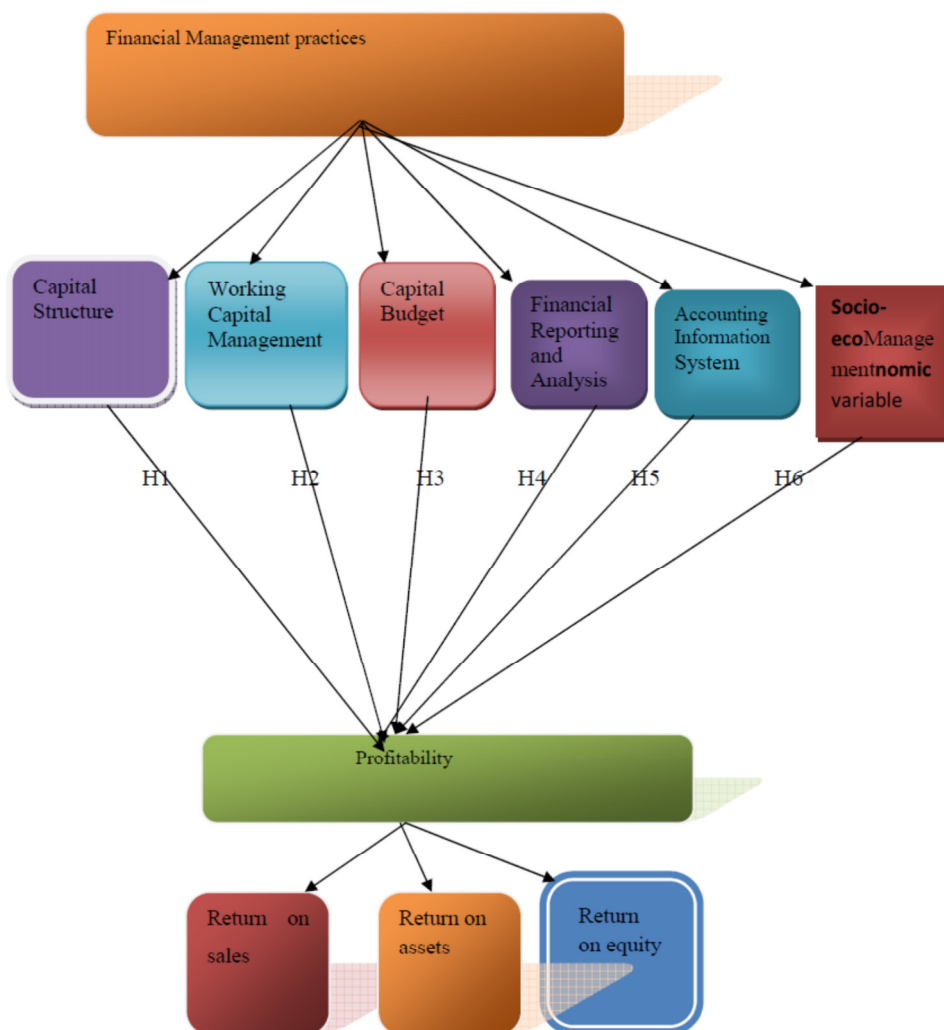 Financial Management practices
Capital
Structure
Working
Capital
Management
Capital
Budget
Financial
Reporting
and
Analysis
Accounting
Information
System
Socio-
ecoManage
mentnomic
variable
H1
H2
H3
H4
H5
H6
Profitability
Return on
sales
Return on
assets
Return
on equity